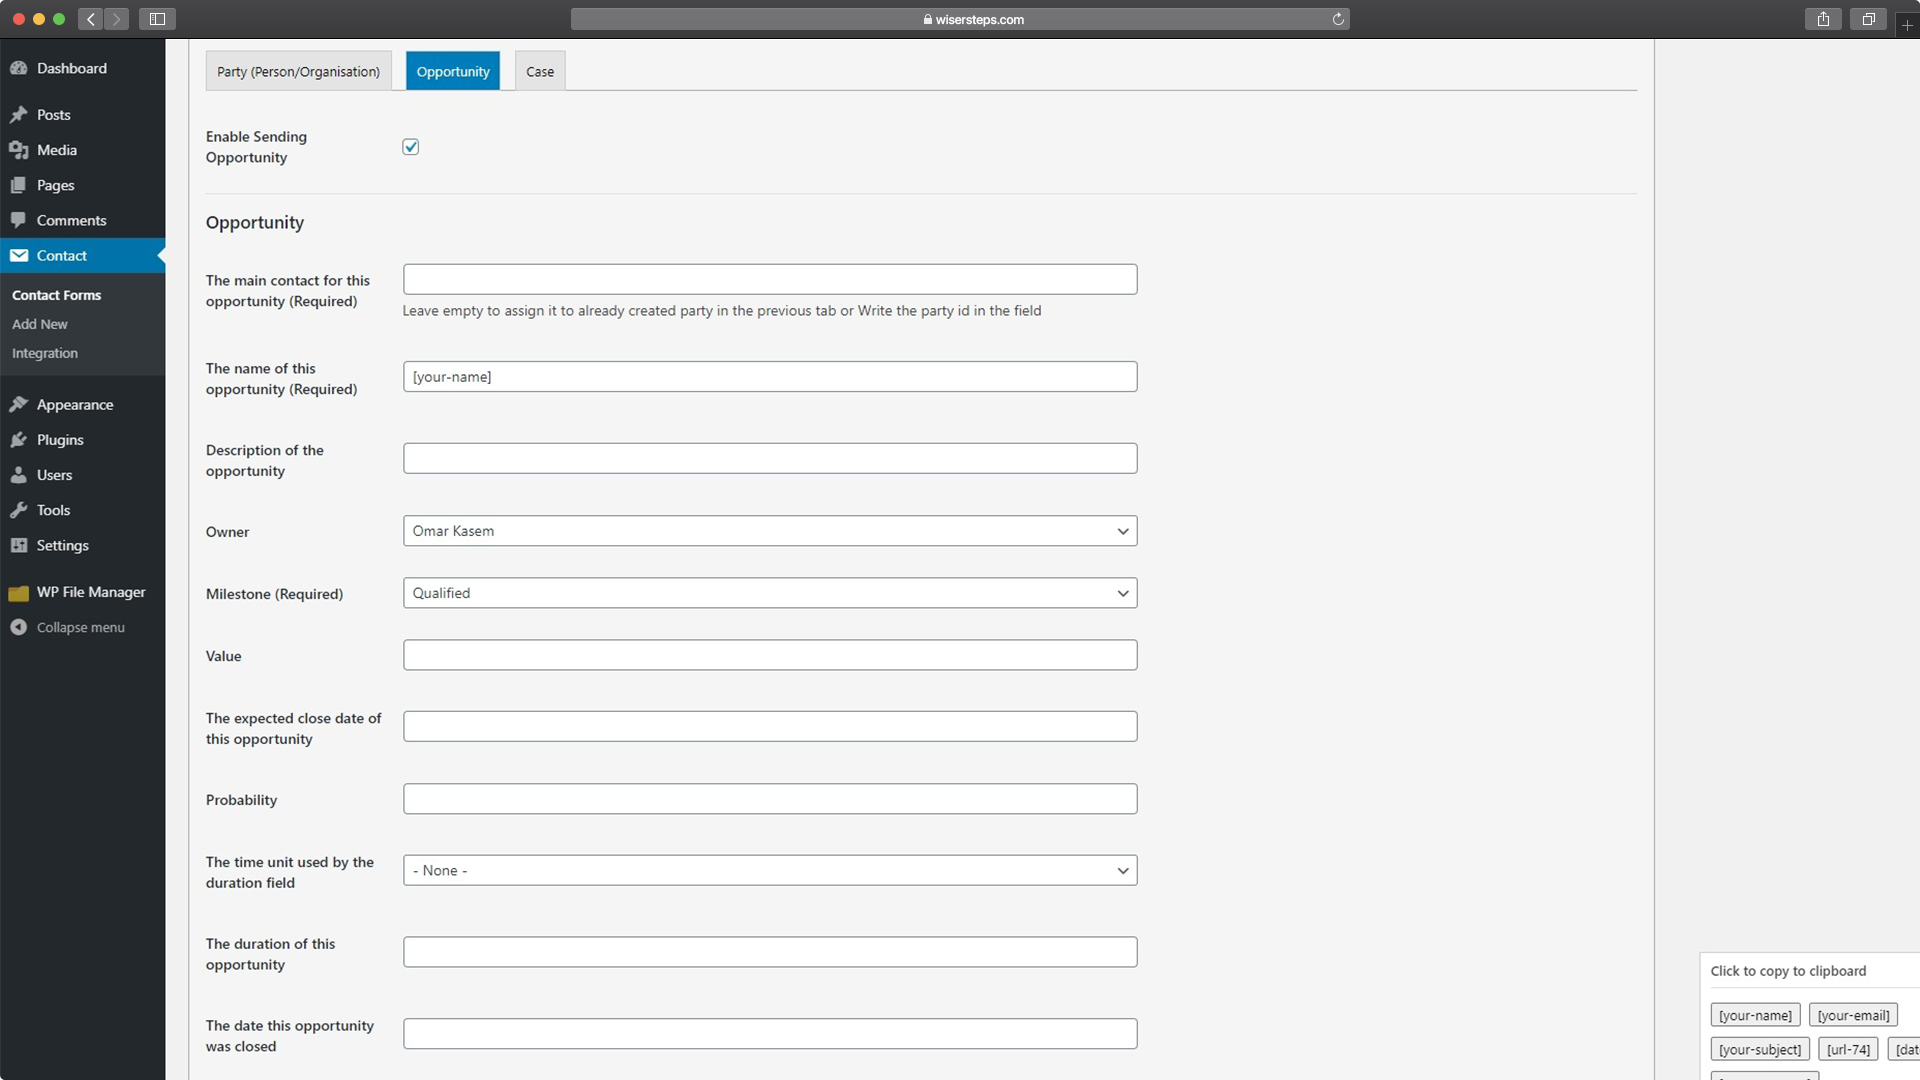 wisersteps.com
Dashboard
Posts
Media
Pages
Comments
Contact
Contact Forms
Add New
Integration
Appearance
Plugins
Users
Tools
Settings
WP File Manager
Collapse menu
Party (Person/Organisation)
Opportunity
Case
Enable Sending
Opportunity
Opportunity
The main contact for this
opportunity (Required)
Leave empty to assign it to already created party in the previous tab or Write the party id in the field
The name of this
opportunity (Required)
[your-name]
Description of the
opportunity
Owner
Omar Kasem
Milestone (Required)
Qualified
Value
The expected close date of
this opportunity
Probability
The time unit used by the
duration field
- None -
The duration of this
opportunity
The date this opportunity
was closed
Click to copy to clipboard
[your-name] [your-email]
[your-subject] [url-74] [dat